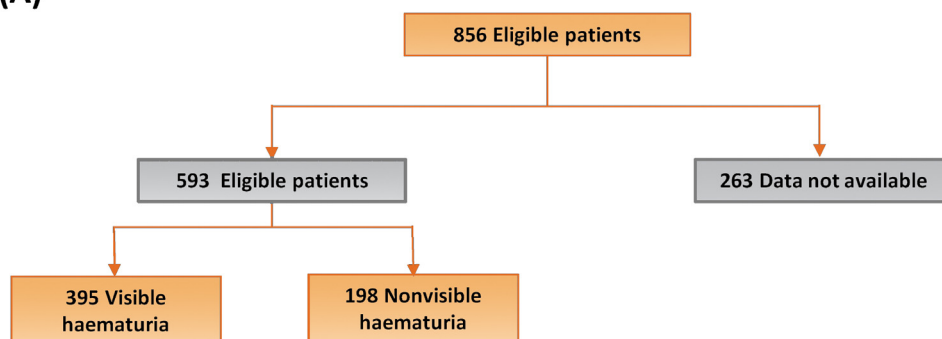 (A)
856 Eligible patients
593 Eligible patients
263 Data not available
395 Visible
haematuria
198 Nonvisible
haematuria